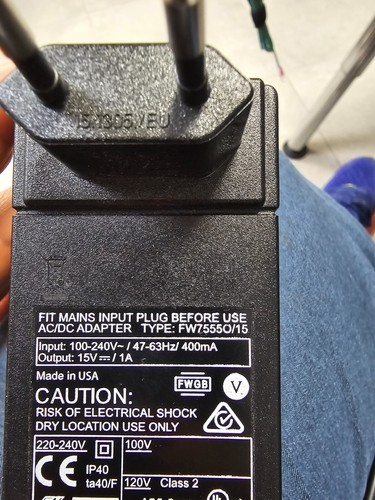 FIT MAINS INPUT PLUG BEFORE USE
AC/DC ADAPTER TYPE: FW7555O/15
Input: 100-240V~ / 47-63Hz/ 400mA
Output: 15V⎓ / 1A
Made in USA
FWGB
V
CAUTION:
RISK OF ELECTRICAL SHOCK
DRY LOCATION USE ONLY
220-240V
100V
CE
IP40
ta40/F
120V Class 2
UL